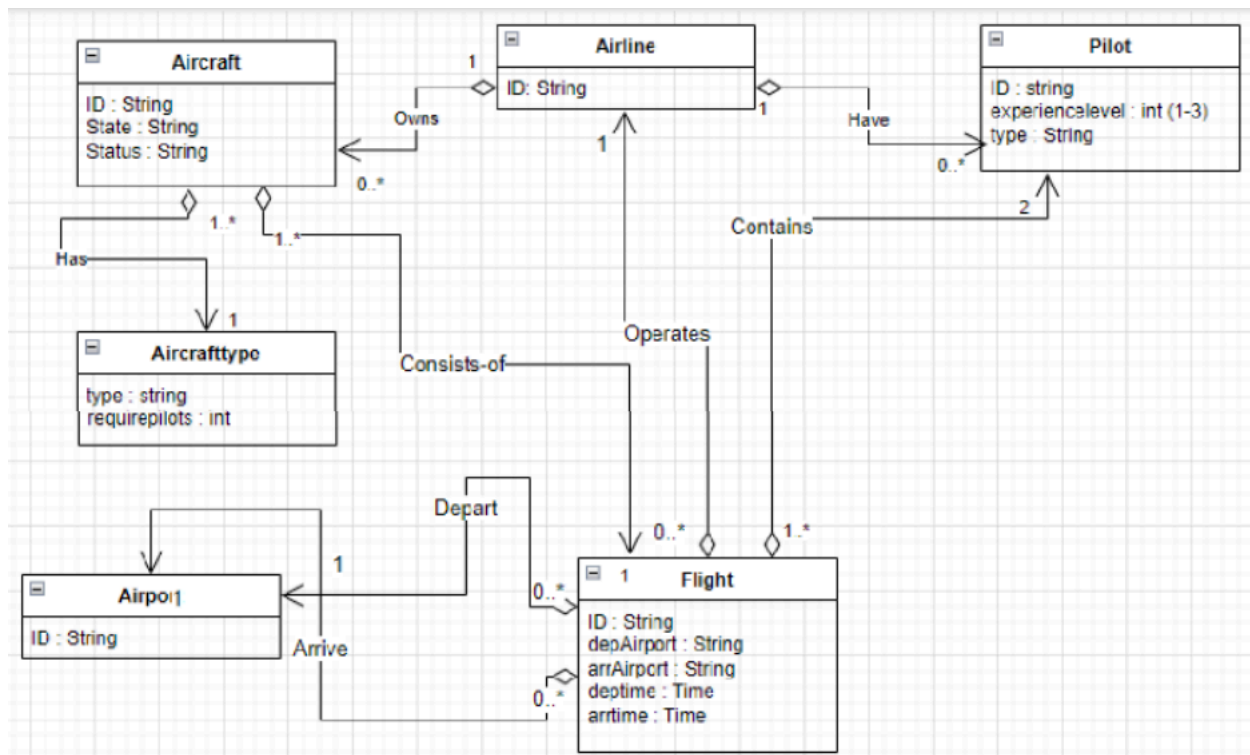 Aircraft
ID : String
State : String
Status : String
Airline
ID: String
Pilot
ID : string
experiencelevel : int (1-3)
type : String
1
Owns
0..*
1
Have
0..*
1
1..*
1..*
Has
1
Contains
2
Operates
Aircrafttype
type : string
requirepilots : int
Consists-of
Depart
0..*
1..*
1
0..*
Airport
1
ID : String
Arrive
0..*
1
Flight
ID : String
depAirport : String
arrAirport : String
deptime : Time
arrtime : Time